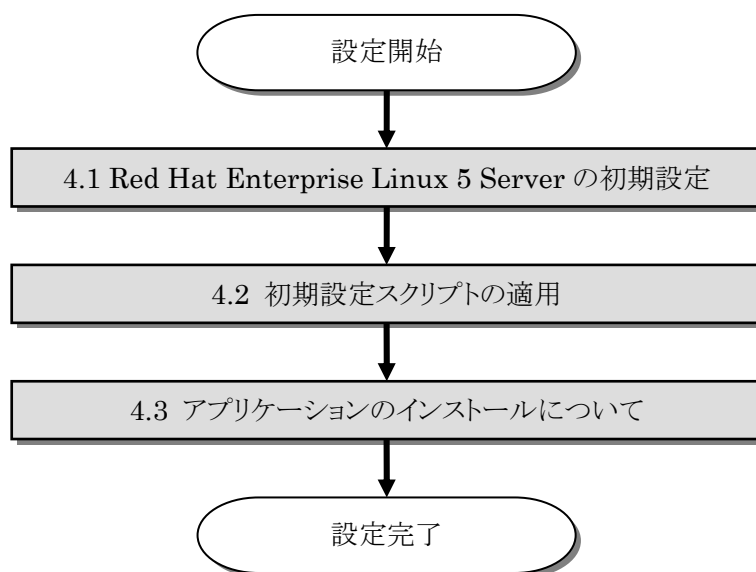 設定開始
4.1 Red Hat Enterprise Linux 5 Server の初期設定
4.2 初期設定スクリプトの適用
4.3 アプリケーションのインストールについて
設定完了